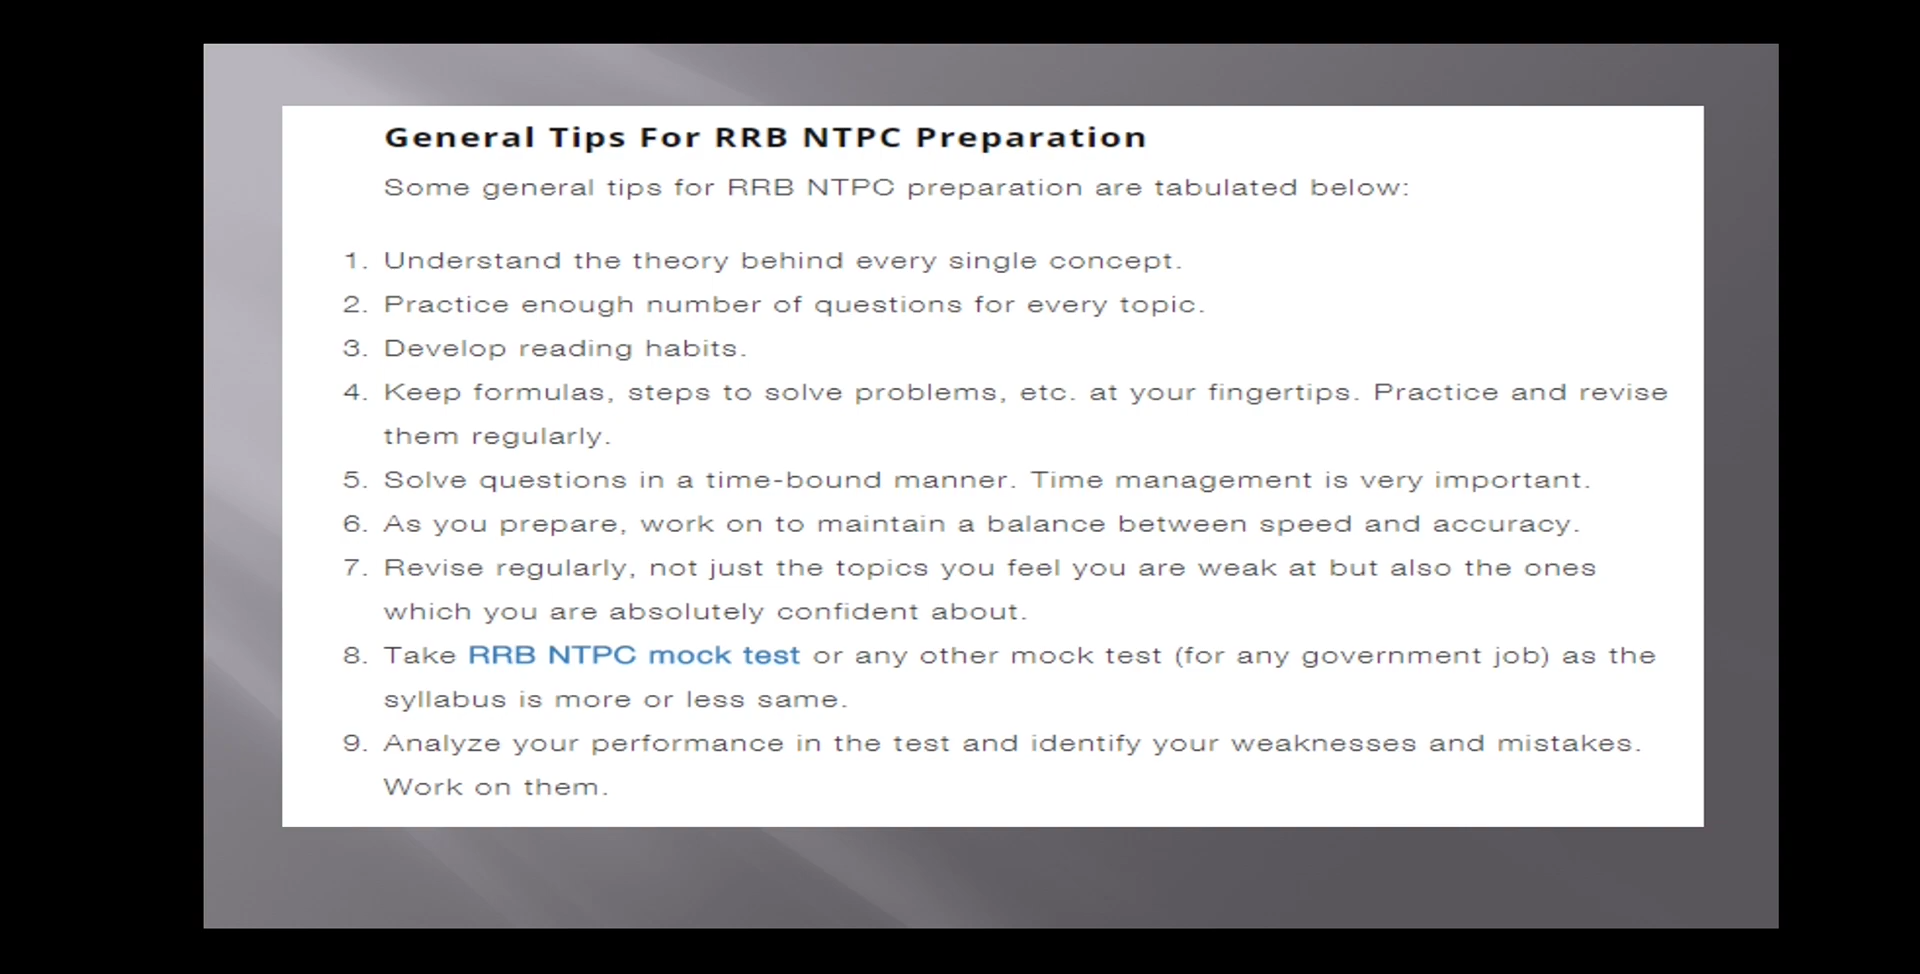 General Tips For RRB NTPC Preparation
Some general tips for RRB NTPC preparation are tabulated below:
1. Understand the theory behind every single concept.
2. Practice enough number of questions for every topic.
3. Develop reading habits.
4. Keep formulas, steps to solve problems, etc. at your fingertips. Practice and revise
them regularly.
5. Solve questions in a time-bound manner. Time management is very important.
6. As you prepare, work on to maintain a balance between speed and accuracy.
7. Revise regularly, not just the topics you feel you are weak at but also the ones
which you are absolutely confident about.
8. Take RRB NTPC mock test or any other mock test (for any government job) as the
syllabus is more or less same.
9. Analyze your performance in the test and identify your weaknesses and mistakes.
Work on them.